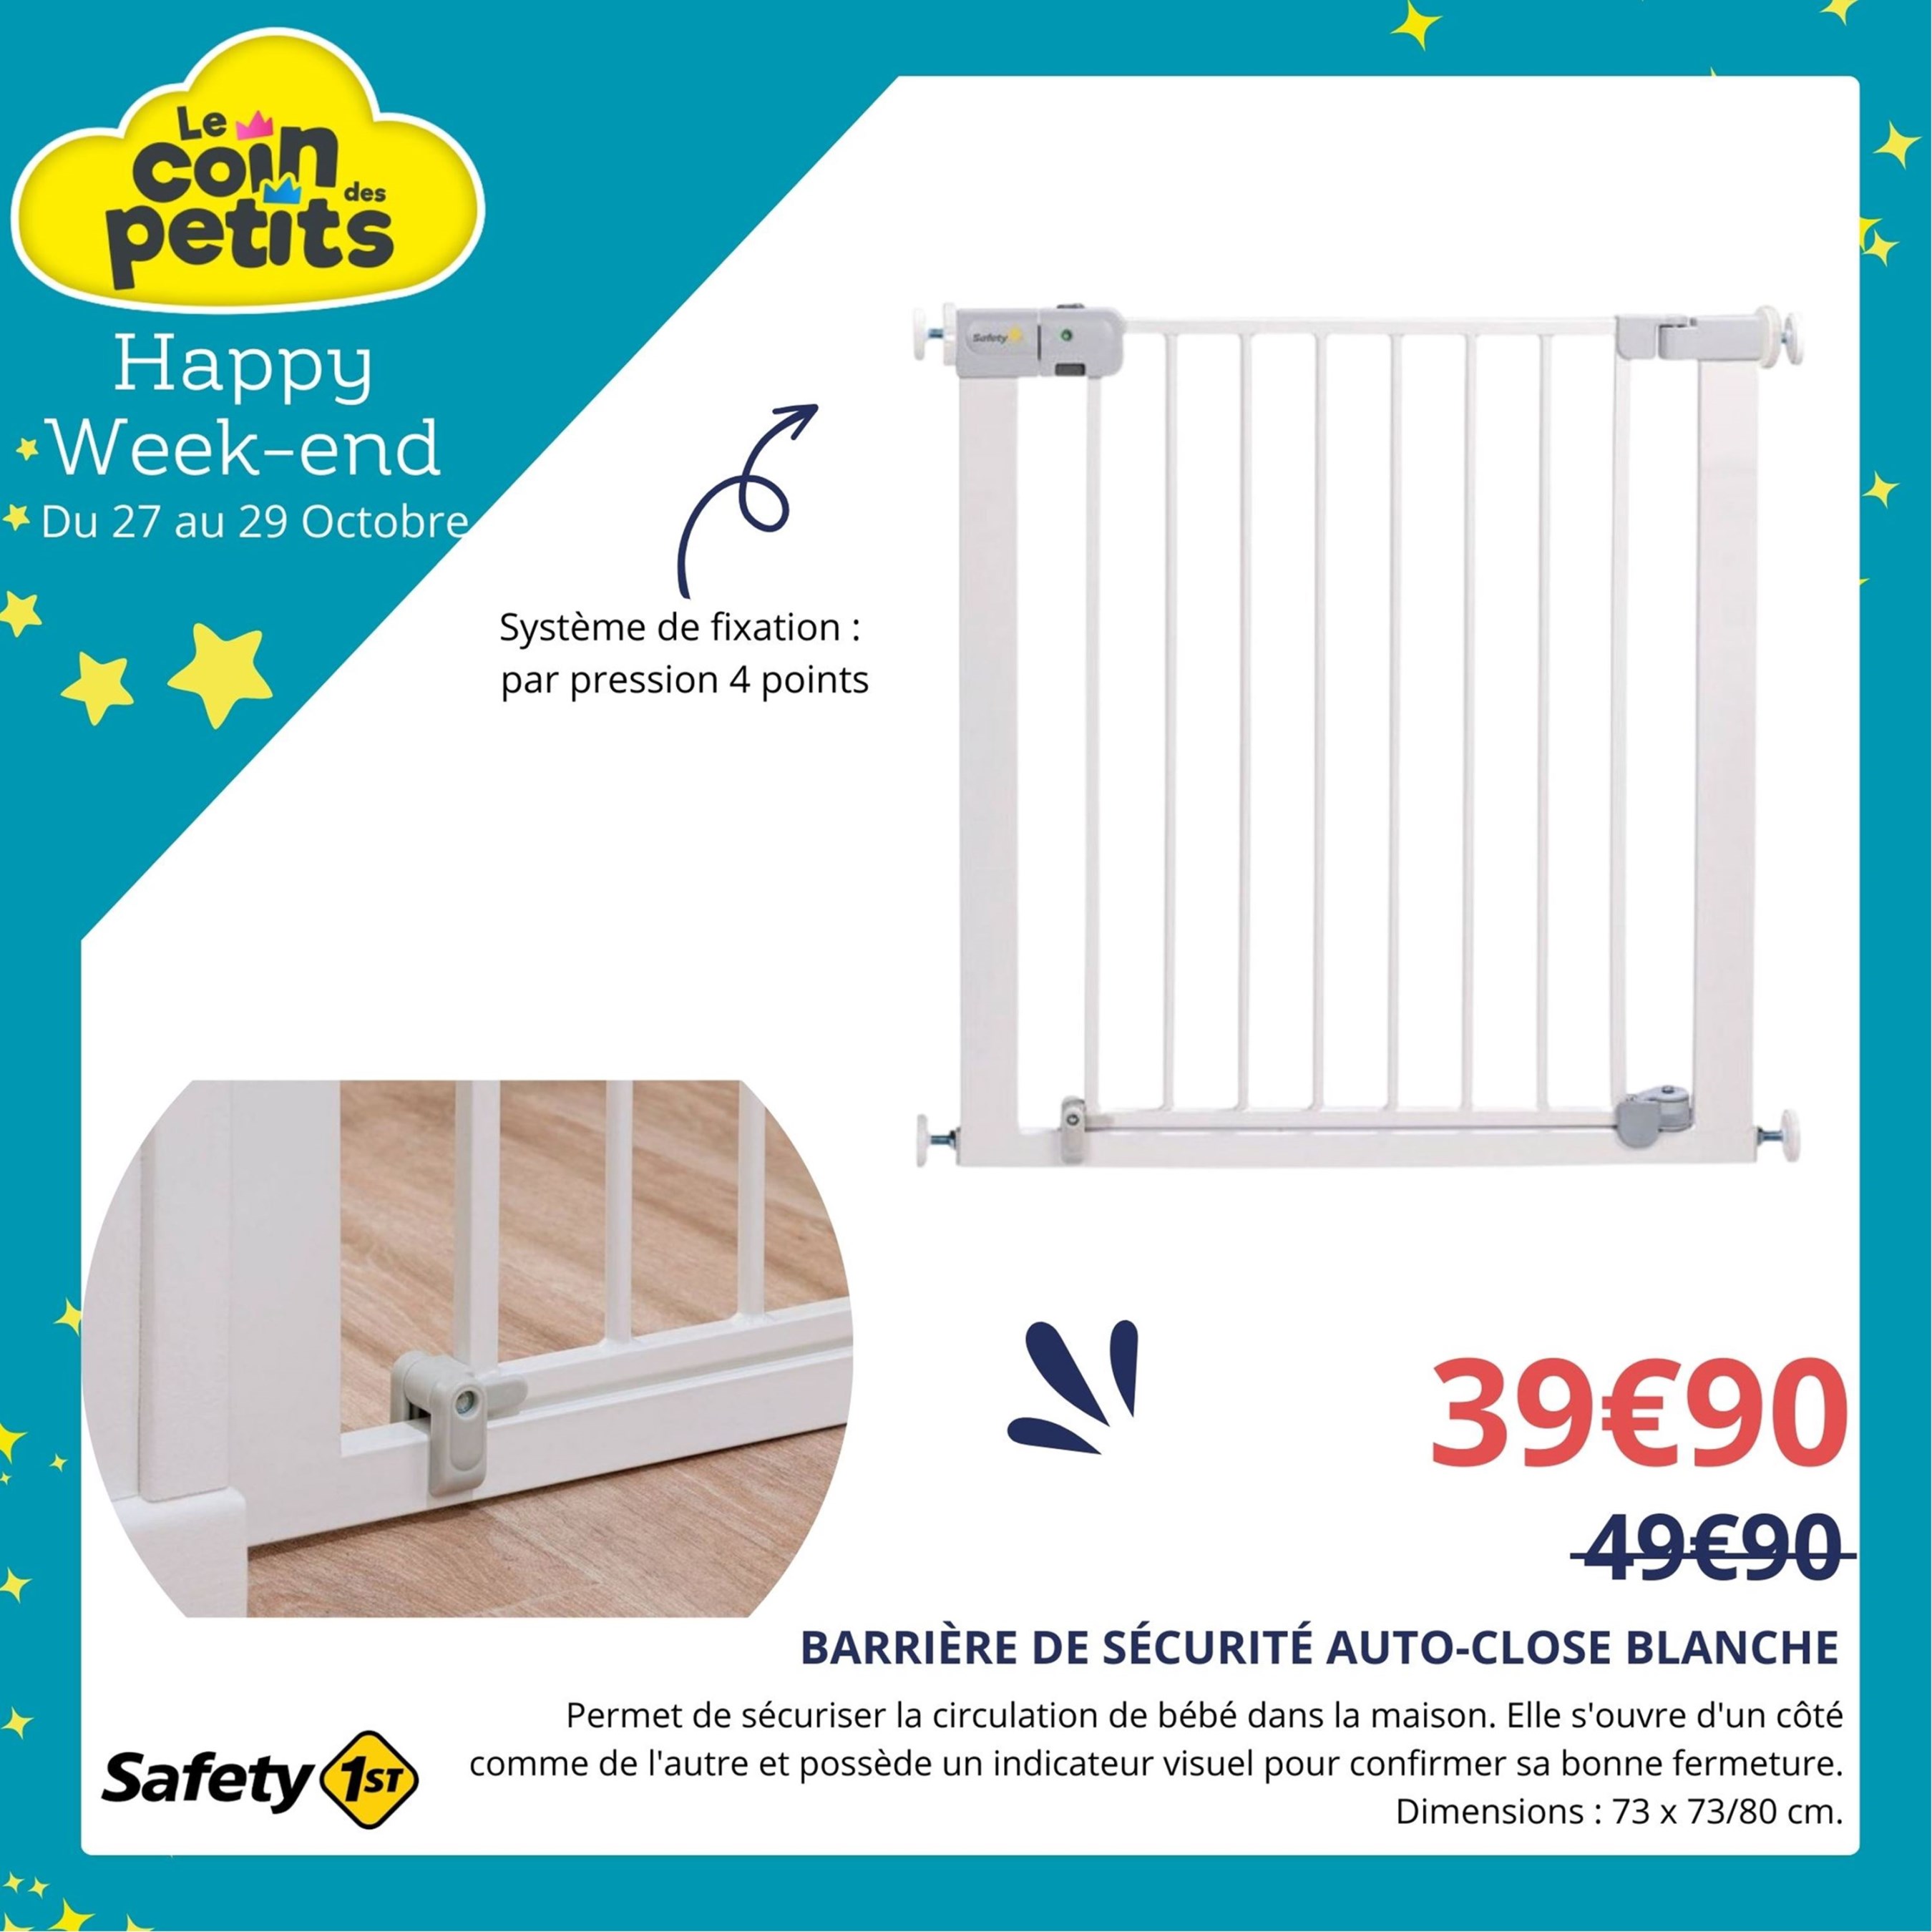 Le
coin
des
petits
Happy
Week-end
Du 27 au 29 Octobre
Safety
Système de fixation :
par pression 4 points
39€90
49€90
BARRIÈRE DE SÉCURITÉ AUTO-CLOSE BLANCHE
Permet de sécuriser la circulation de bébé dans la maison. Elle s'ouvre d'un côté
comme de l'autre et possède un indicateur visuel pour confirmer sa bonne fermeture.
Dimensions : 73 x 73/80 cm.
Safety 1ST